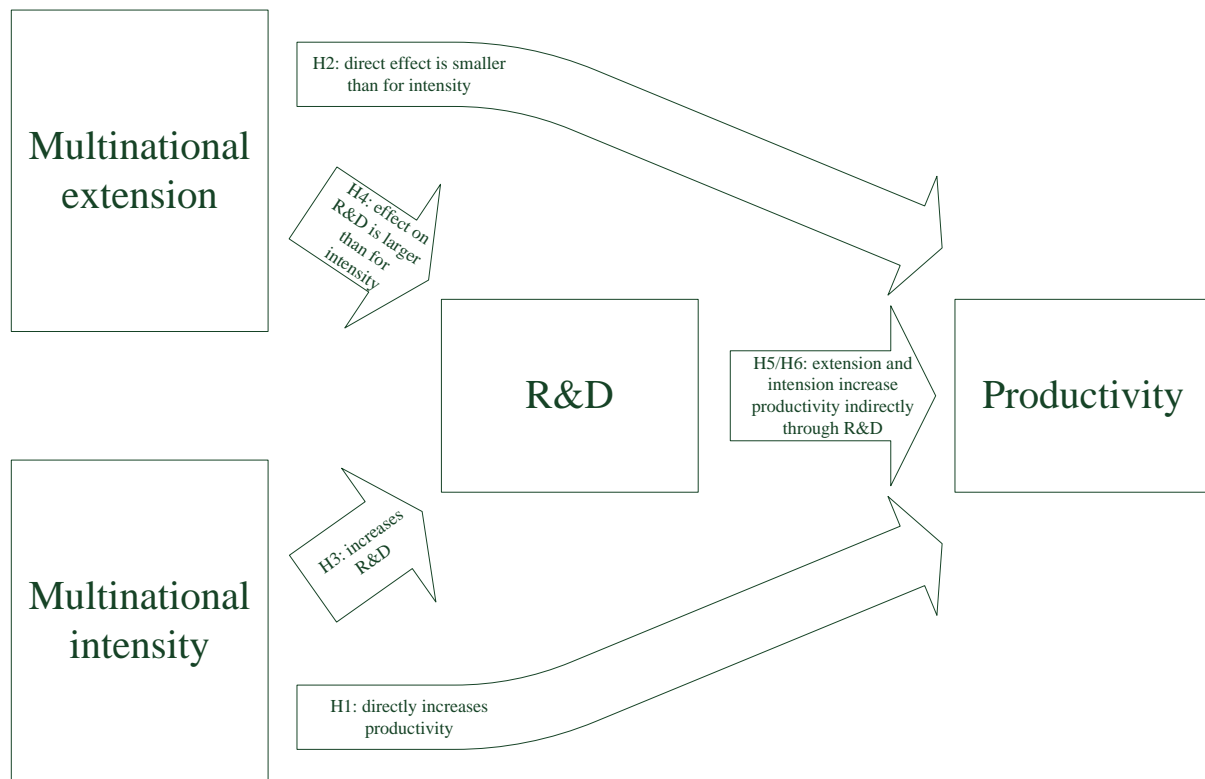 Multinational
extension
H2: direct effect is smaller
than for intensity
H4: effect on
R&D is larger
than for
intensity
R&D
H5/H6: extension and
intension increase
productivity indirectly
through R&D
Productivity
Multinational
intensity
H3: increases
R&D
H1: directly increases
productivity